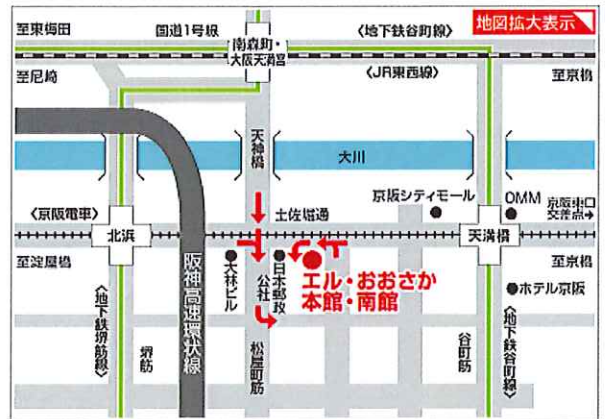 地図拡大表示
至東梅田
国道1号線
南森町・
大阪天満宮
〈地下鉄谷町線〉
〈JR東西線〉
至尼崎
至京橋
天神橋
大川
京阪シティモール
OMM
京阪東口
交差点→
〈京阪電車〉
北浜
土佐堀通
天満橋
至淀屋橋
至京橋
大林ビル
日本郵政
公社
エル・おおさか
本館・南館
ホテル京阪
阪神高速環状線
〈地下鉄堺筋線〉
堺筋
松屋町筋
谷町筋
〈地下鉄谷町線〉